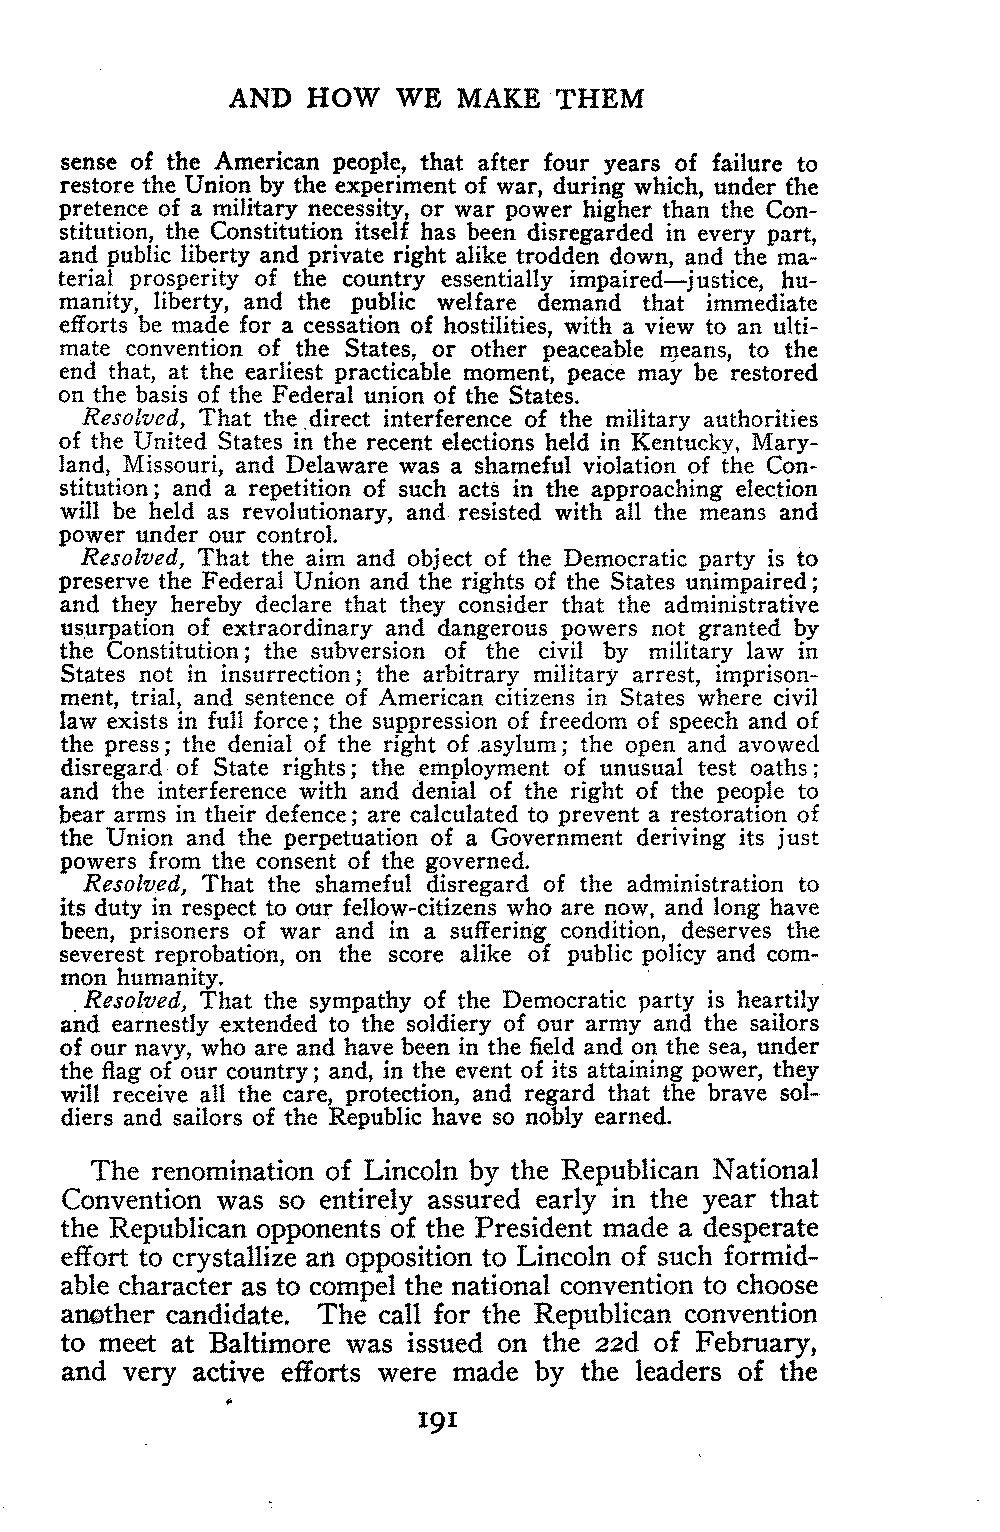 AND HOW WE MAKE THEM
sense of the American people, that after four years of failure to
restore the Union by the experiment of war, during which, under the
pretence of a military necessity, or war power higher than the Con-
stitution, the Constitution itself has been disregarded in every part,
and public liberty and private right alike trodden down, and the ma-
terial prosperity of the country essentially impaired—justice, hu-
manity, liberty, and the public welfare demand that immediate
efforts be made for a cessation of hostilities, with a view to an ulti-
mate convention of the States, or other peaceable means, to the
end that, at the earliest practicable moment, peace may be restored
on the basis of the Federal union of the States.
Resolved, That the direct interference of the military authorities
of the United States in the recent elections held in Kentucky, Mary-
land, Missouri, and Delaware was a shameful violation of the Con-
stitution; and a repetition of such acts in the approaching election
will be held as revolutionary, and resisted with all the means and
power under our control.
Resolved, That the aim and object of the Democratic party is to
preserve the Federal Union and the rights of the States unimpaired;
and they hereby declare that they consider that the administrative
usurpation of extraordinary and dangerous powers not granted by
the Constitution; the subversion of the civil by military law in
States not in insurrection; the arbitrary military arrest, imprison-
ment, trial, and sentence of American citizens in States where civil
law exists in full force; the suppression of freedom of speech and of
the press; the denial of the right of asylum; the open and avowed
disregard of State rights; the employment of unusual test oaths;
and the interference with and denial of the right of the people to
bear arms in their defence; are calculated to prevent a restoration of
the Union and the perpetuation of a Government deriving its just
powers from the consent of the governed.
Resolved, That the shameful disregard of the administration to
its duty in respect to our fellow-citizens who are now, and long have
been, prisoners of war and in a suffering condition, deserves the
severest reprobation, on the score alike of public policy and com-
mon humanity.
Resolved, That the sympathy of the Democratic party is heartily
and earnestly extended to the soldiery of our army and the sailors
of our navy, who are and have been in the field and on the sea, under
the flag of our country; and, in the event of its attaining power, they
will receive all the care, protection, and regard that the brave sol-
diers and sailors of the Republic have so nobly earned.
The renomination of Lincoln by the Republican National
Convention was so entirely assured early in the year that
the Republican opponents of the President made a desperate
effort to crystallize an opposition to Lincoln of such formid-
able character as to compel the national convention to choose
another candidate. The call for the Republican convention
to meet at Baltimore was issued on the 22d of February,
and very active efforts were made by the leaders of the
191